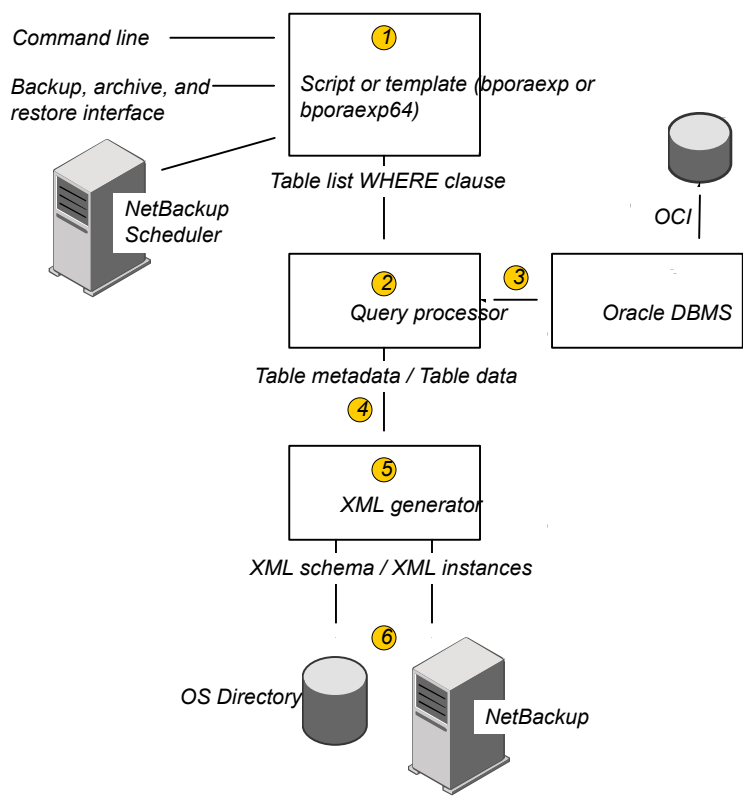 Command line
1
Backup, archive, and
restore interface
Script or template (bporaexp or
bporaexp64)
NetBackup
Scheduler
Table list WHERE clause
OCI
2
3
Query processor
Oracle DBMS
Table metadata / Table data
4
5
XML generator
XML schema / XML instances
6
OS Directory
NetBackup